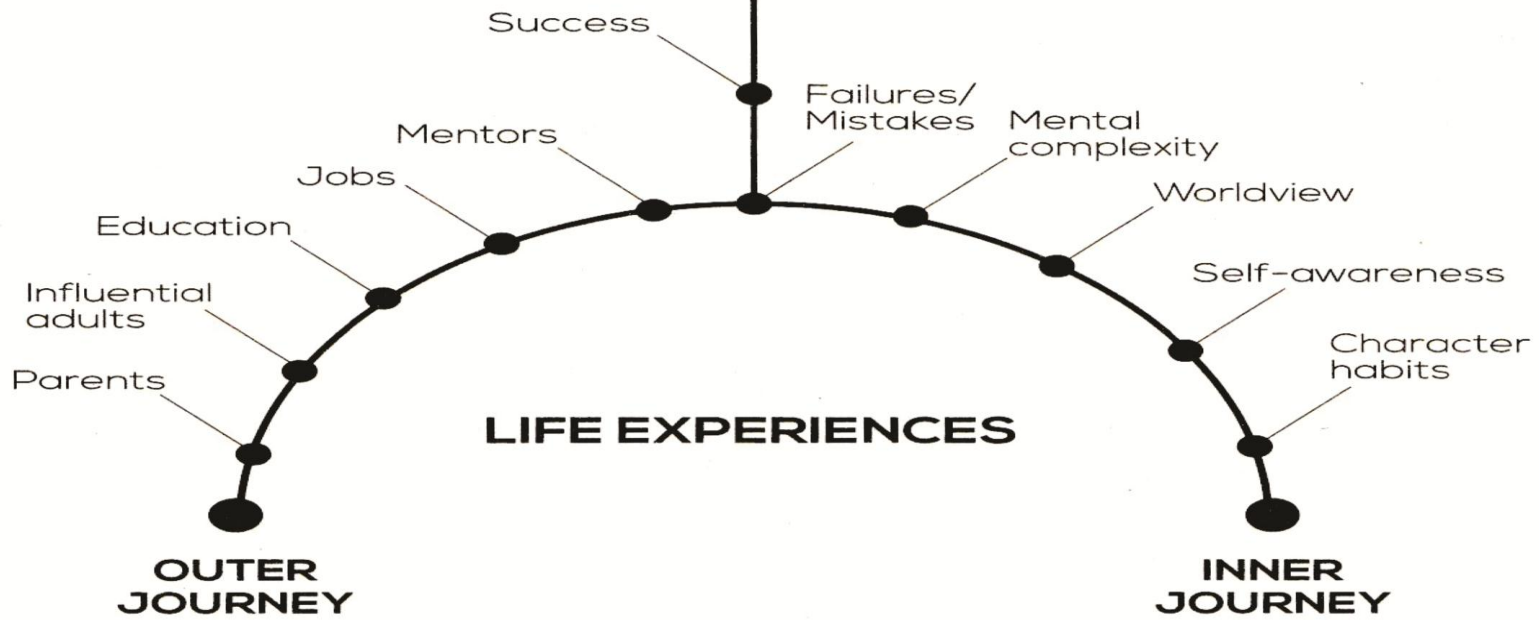 Success
Failures/
Mistakes
Mental
complexity
Mentors
Jobs
Worldview
Education
Self-awareness
Influential
adults
Character
habits
Parents
LIFE EXPERIENCES
OUTER
JOURNEY
INNER
JOURNEY